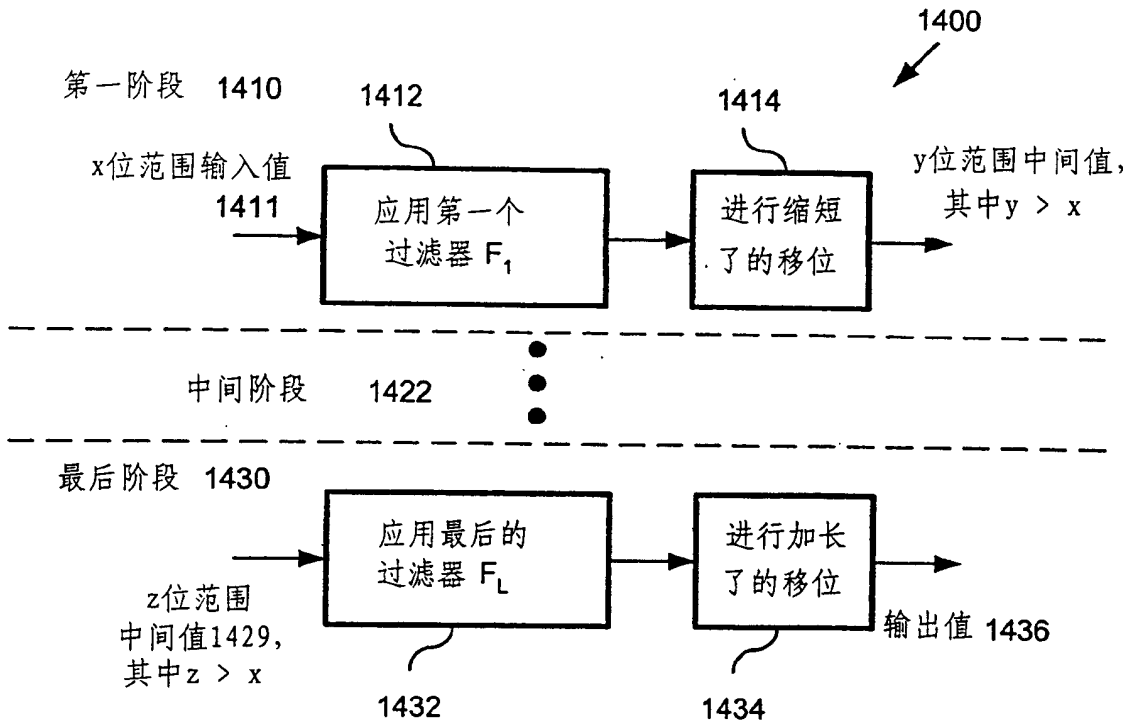 1400
第一阶段 1410
1412
1414
x位范围输入值
1411
应用第一个
过滤器 F₁
进行缩短
了的移位
y位范围中间值,
其中y > x
中间阶段 1422
最后阶段 1430
应用最后的
过滤器 F_L
进行加长
了的移位
z位范围
中间值1429,
其中z > x
输出值 1436
1432
1434